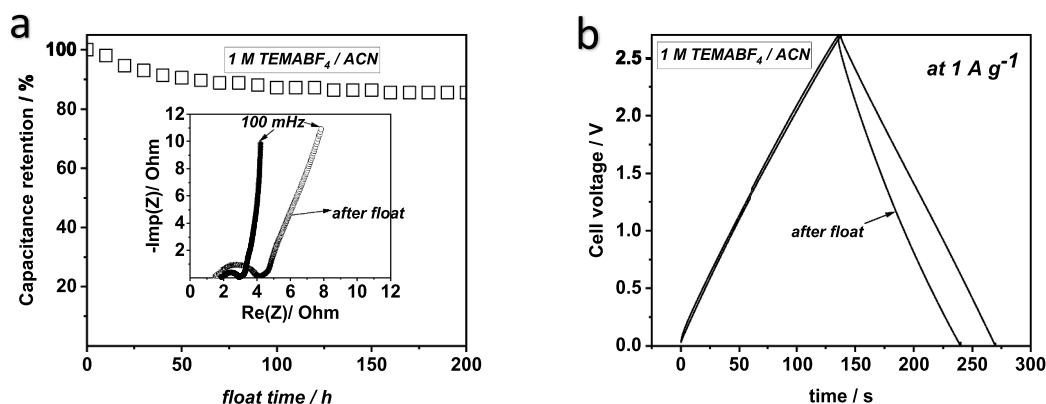 a
1 M TEMABF4 / ACN
Capacitance retention / %
100
80
60
40
20
0
50
100
150
200
float time / h
-Imp(Z)/ Ohm
12
10
8
6
4
2
0
2
4
6
8
10
12
Re(Z)/ Ohm
100 mHz
after float
b
1 M TEMABF4 / ACN
at 1 A g-1
Cell voltage / V
2.5
2.0
1.5
1.0
0.5
0.0
0
50
100
150
200
250
300
time / s
after float